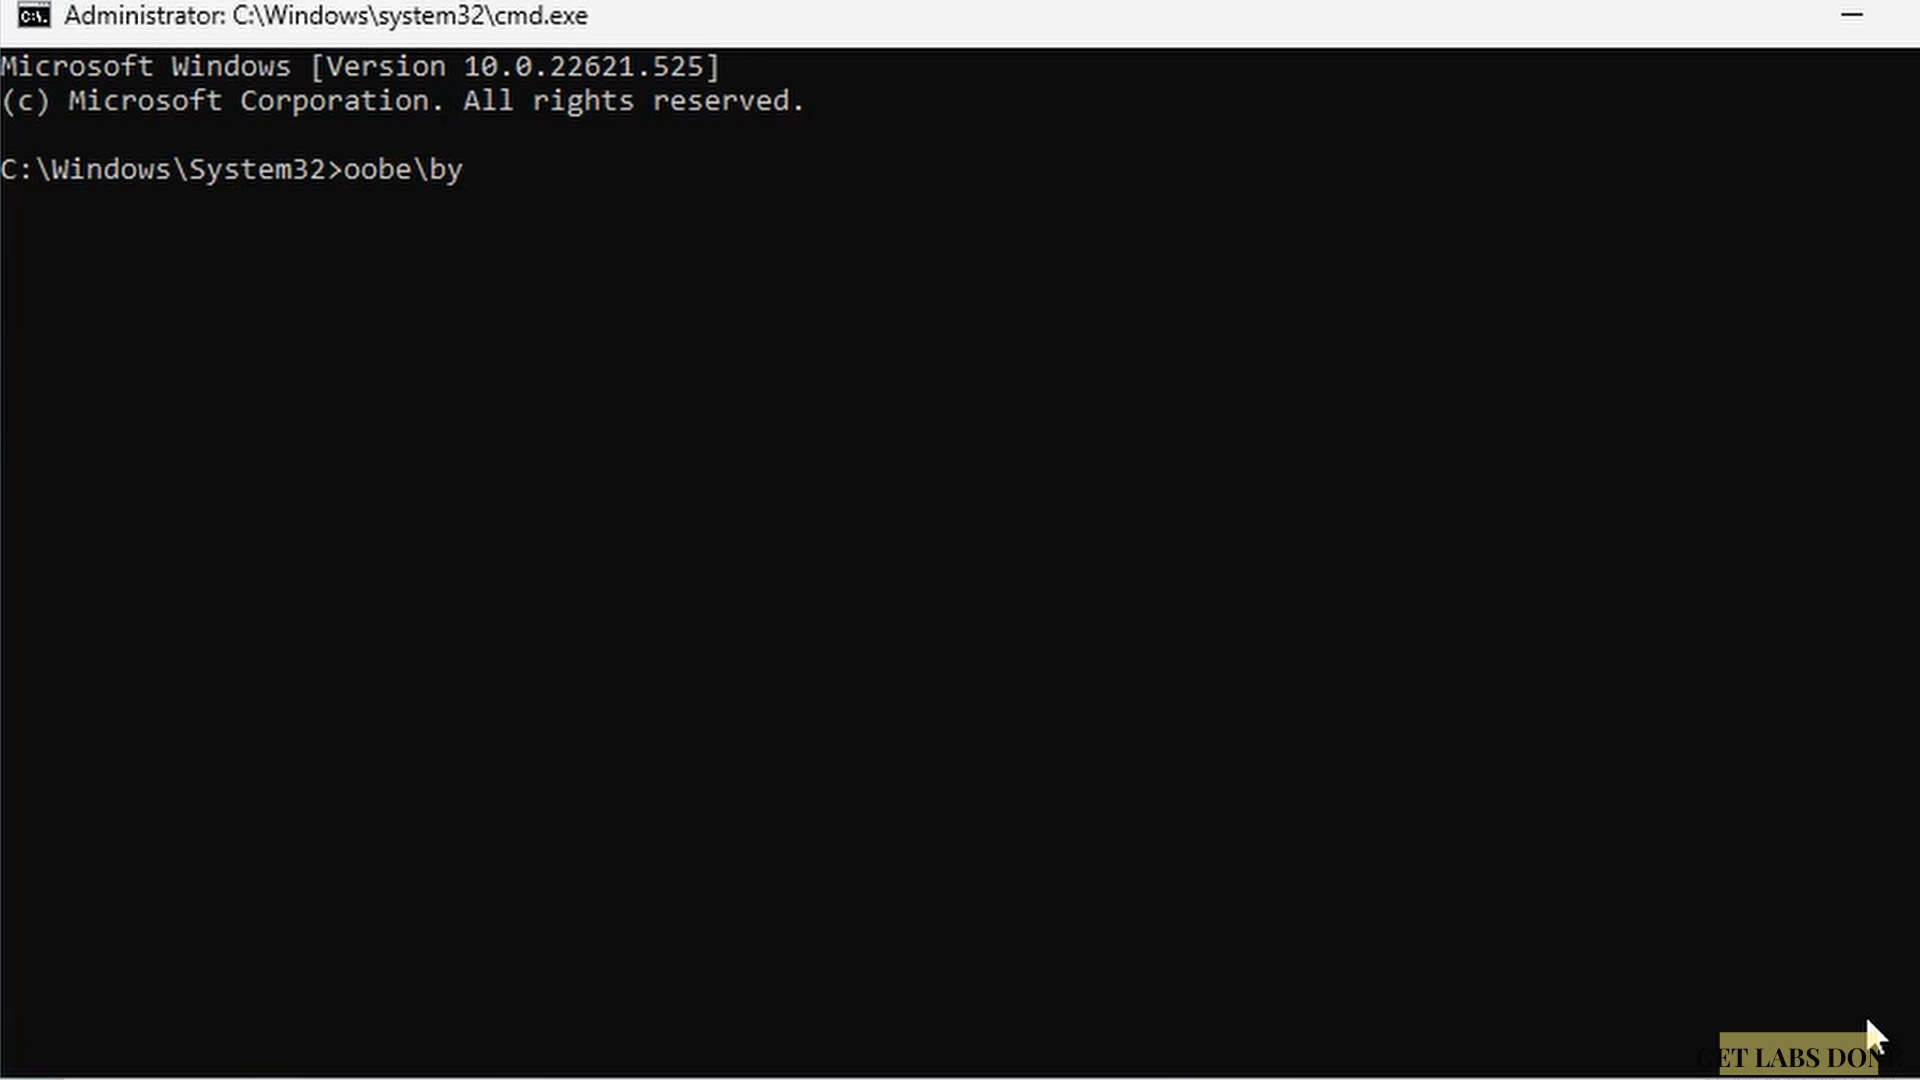 Administrator: C:\Windows\system32\cmd.exe
Microsoft Windows [Version 10.0.22621.525]
(c) Microsoft Corporation. All rights reserved.
C:\Windows\System32>oobe\by
GET LABS DONE